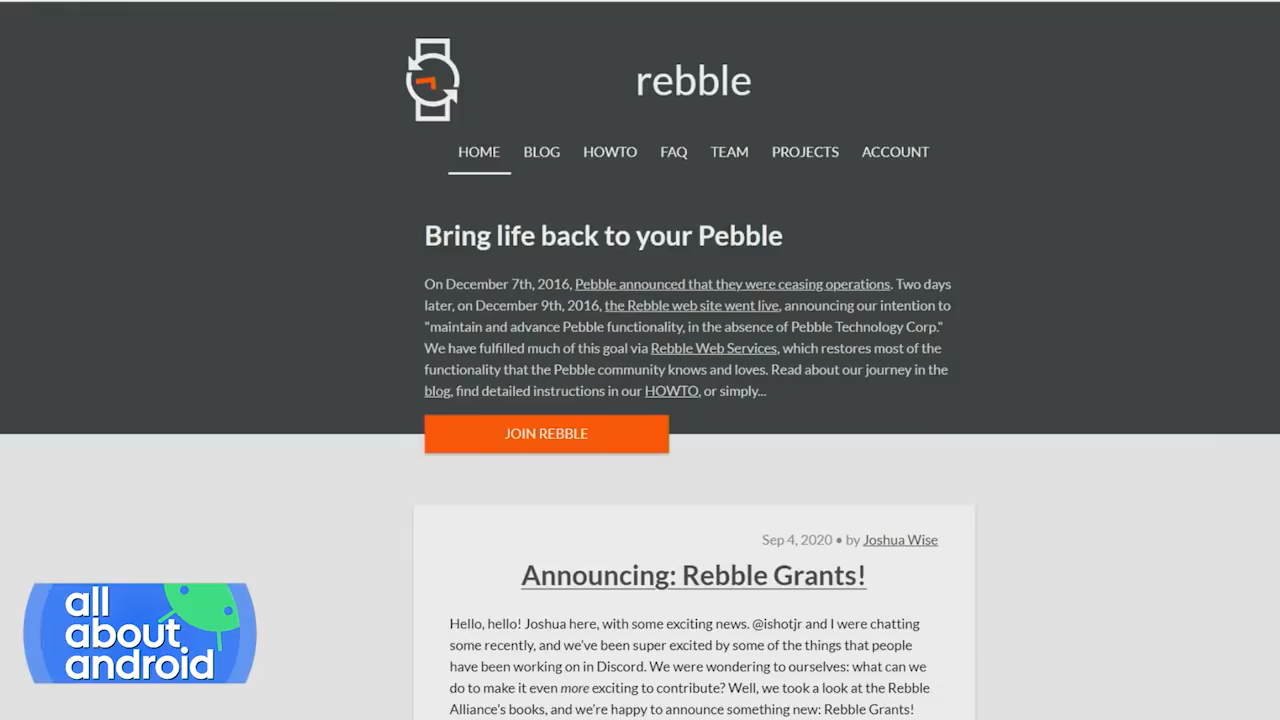 rebble
HOME BLOG HOWTO FAQ TEAM PROJECTS ACCOUNT
Bring life back to your Pebble
On December 7th, 2016, Pebble announced that they were ceasing operations. Two days
later, on December 9th, 2016, the Rebble web site went live, announcing our intention to
"maintain and advance Pebble functionality, in the absence of Pebble Technology Corp."
We have fulfilled much of this goal via Rebble Web Services, which restores most of the
functionality that the Pebble community knows and loves. Read about our journey in the
blog, find detailed instructions in our HOWTO, or simply...
JOIN REBBLE
Sep 4, 2020 • by Joshua Wise
Announcing: Rebble Grants!
Hello, hello! Joshua here, with some exciting news. @ishotjr and I were chatting
some recently, and we've been super excited by some of the things that people
have been working on in Discord. We were wondering to ourselves: what can we
do to make it even more exciting to contribute? Well, we took a look at the Rebble
Alliance's books, and we're happy to announce something new: Rebble Grants!
all
about
android